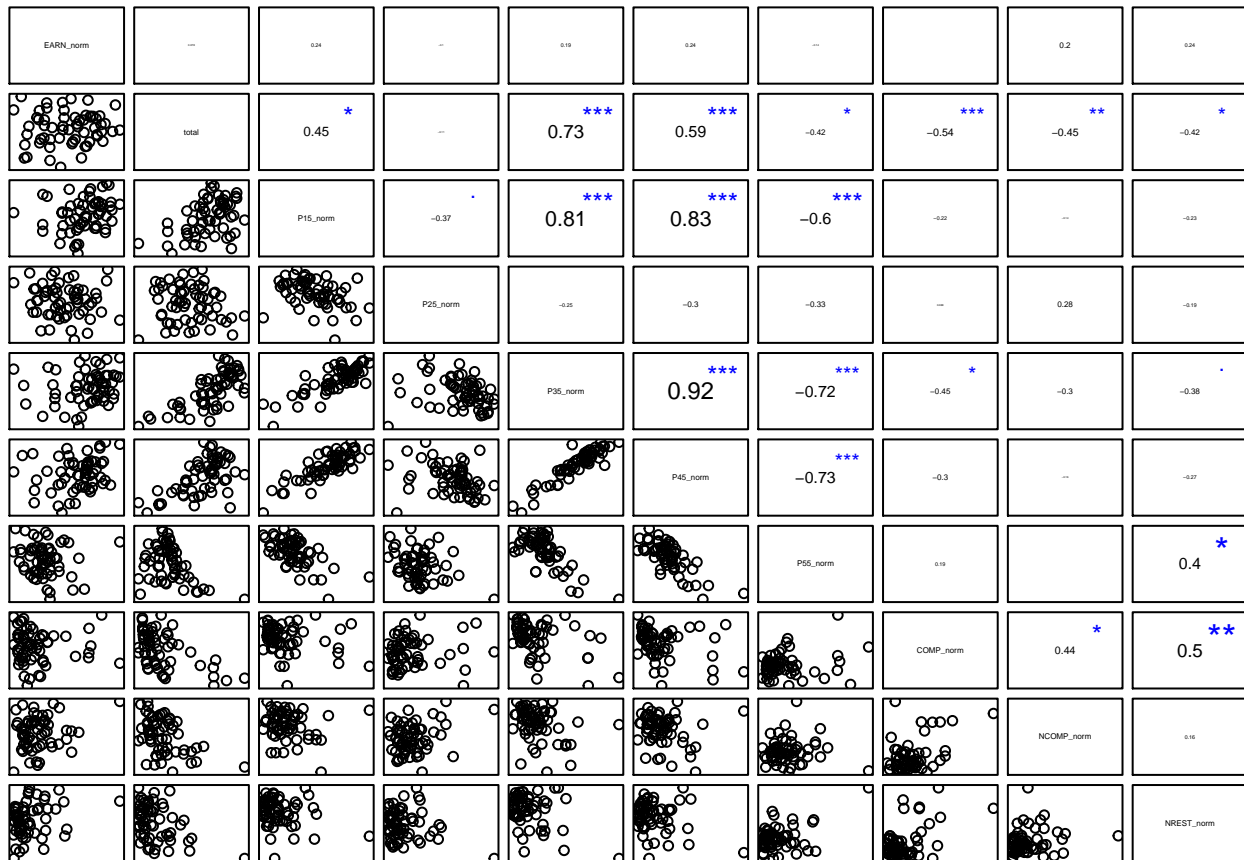 EARN_norm 0.24 0.19 0.24 0.2 0.24
total 0.45 * 0.73 *** 0.59 *** −0.42 * −0.54 *** −0.45 ** −0.42 *
P15_norm −0.37 . 0.81 *** 0.83 *** −0.6 *** −0.22 −0.23
P25_norm −0.25 −0.3 −0.33 0.28 −0.19
P35_norm 0.92 *** −0.72 *** −0.45 * −0.3 −0.38 .
P45_norm −0.73 *** −0.3 −0.27
P55_norm 0.19 0.4 *
COMP_norm 0.44 * 0.5 **
NCOMP_norm 0.16
NREST_norm